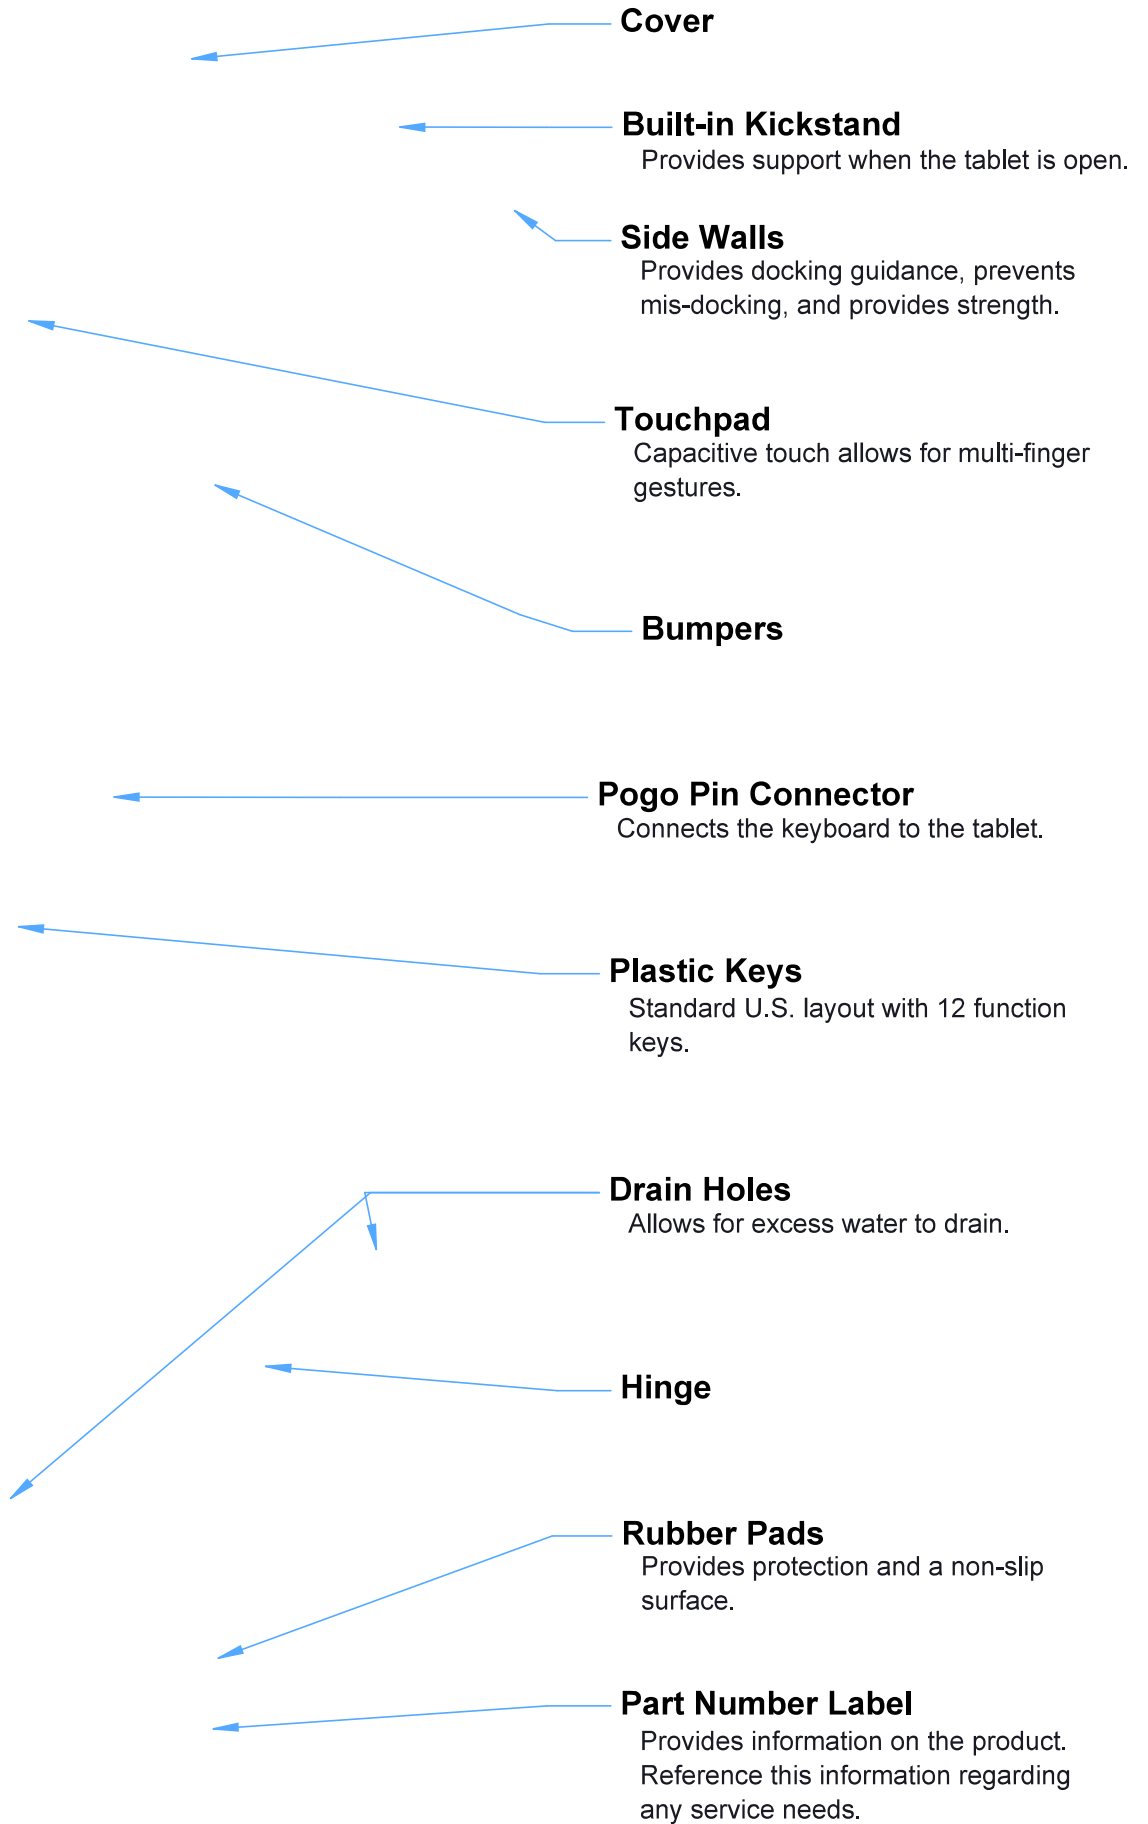 Cover
Built-in Kickstand
Provides support when the tablet is open.
Side Walls
Provides docking guidance, prevents
mis-docking, and provides strength.
Touchpad
Capacitive touch allows for multi-finger
gestures.
Bumpers
Pogo Pin Connector
Connects the keyboard to the tablet.
Plastic Keys
Standard U.S. layout with 12 function
keys.
Drain Holes
Allows for excess water to drain.
Hinge
Rubber Pads
Provides protection and a non-slip
surface.
Part Number Label
Provides information on the product.
Reference this information regarding
any service needs.